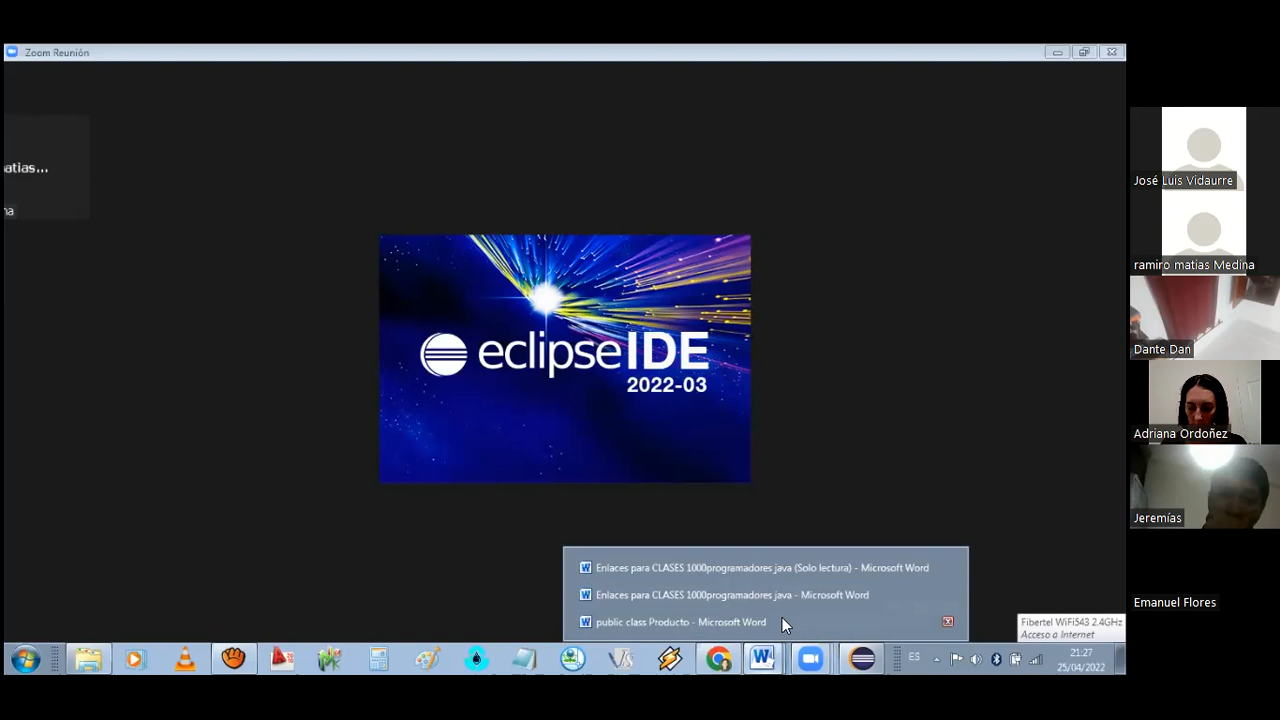 Zoom Reunión
atias...
na
eclipseIDE
2022-03
Enlaces para CLASES 1000programadores java (Solo lectura) - Microsoft Word
Enlaces para CLASES 1000programadores java - Microsoft Word
public class Producto - Microsoft Word
Fibertel WiFi543 2.4GHz
Acceso a Internet
ES
21:27
25/04/2022
José Luis Vidaurre
ramiro matias Medina
Dante Dan
Adriana Ordoñez
Jeremías
Emanuel Flores